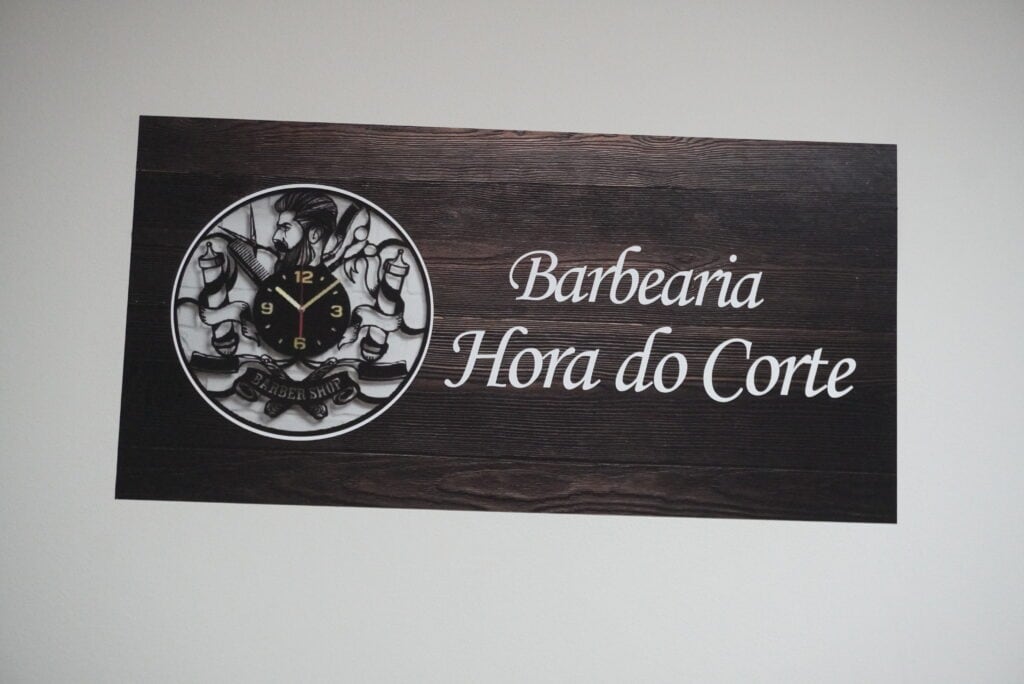 12
9 3
6
BARBER SHOP
Barbearia
Hora do Corte